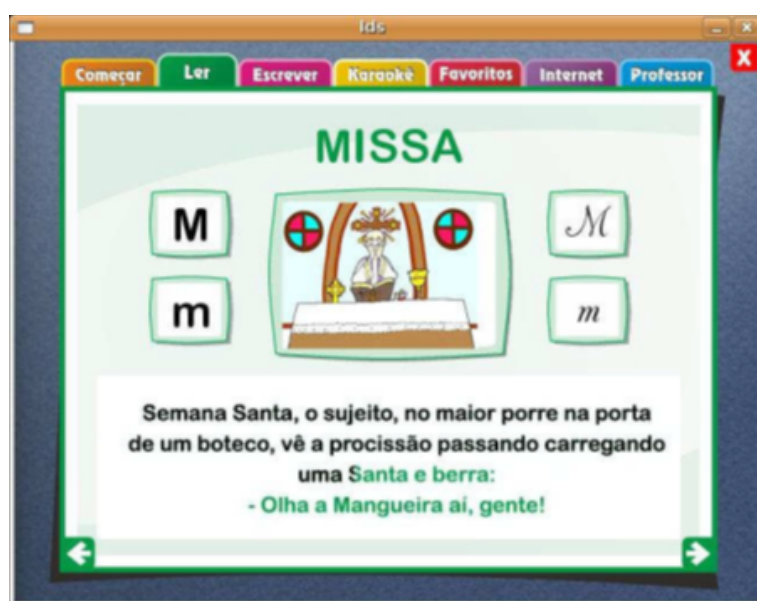 lds
X
Começar Ler Escrever Karaokê Favoritos Internet Professor
MISSA
M M
m m
Semana Santa, o sujeito, no maior porre na porta
de um boteco, vê a procissão passando carregando
uma Santa e berra:
- Olha a Mangueira aí, gente!